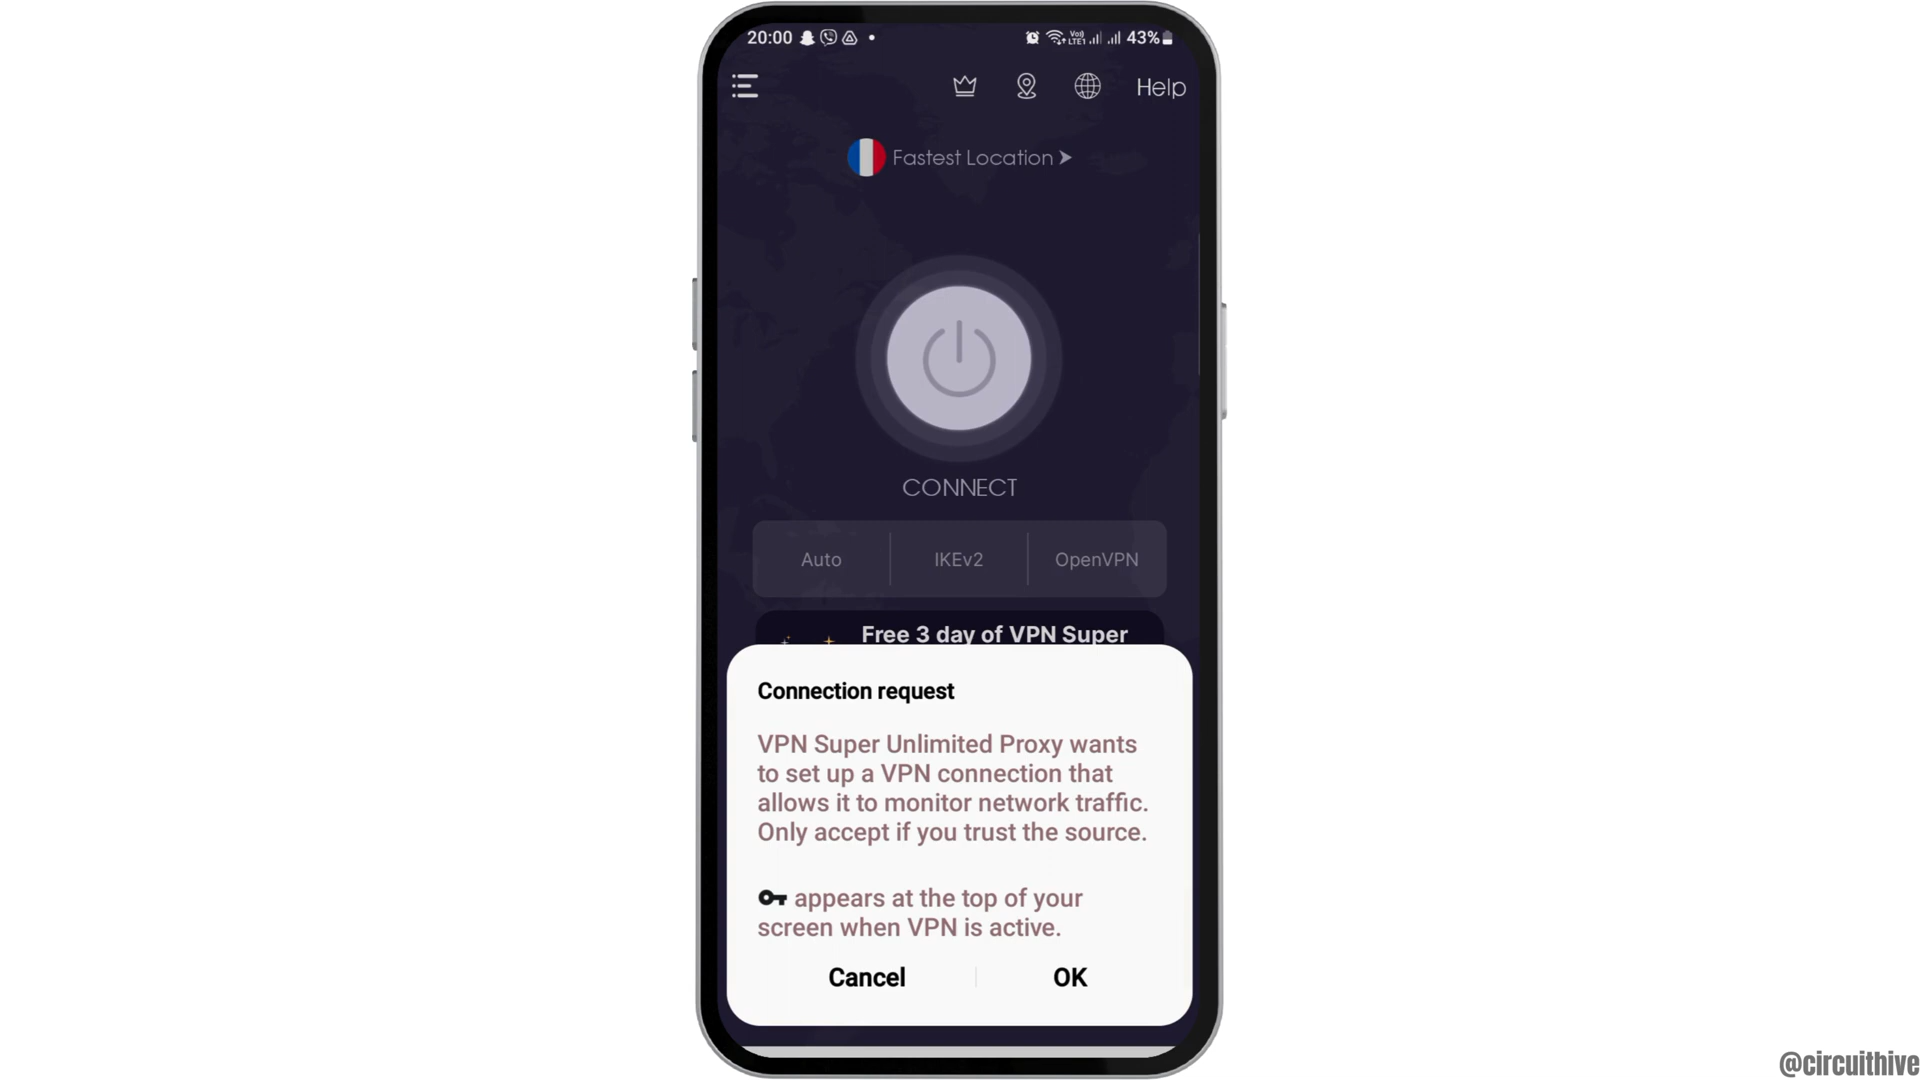 20:00 Vo) LTE1 43%
Help
Fastest Location
CONNECT
Auto IKEv2 OpenVPN
Free 3 day of VPN Super
Connection request
VPN Super Unlimited Proxy wants
to set up a VPN connection that
allows it to monitor network traffic.
Only accept if you trust the source.
appears at the top of your
screen when VPN is active.
Cancel OK
@circuithive